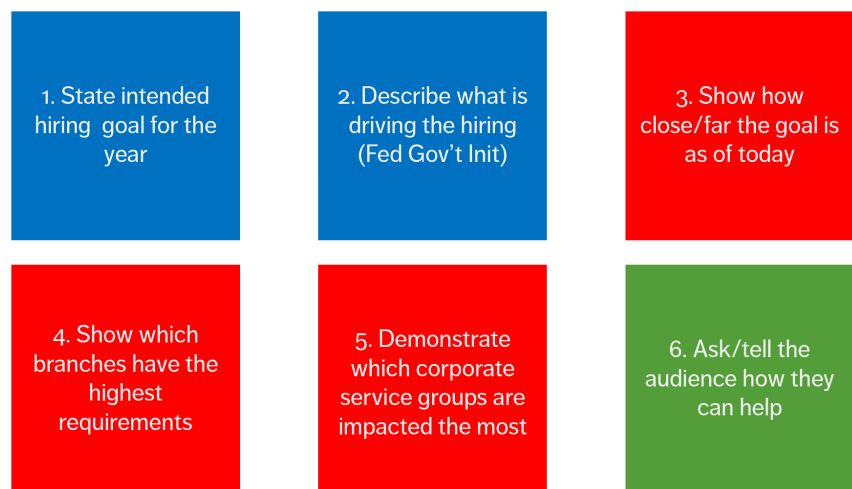 1. State intended
hiring goal for the
year
2. Describe what is
driving the hiring
(Fed Gov't Init)
3. Show how
close/far the goal is
as of today
4. Show which
branches have the
highest
requirements
5. Demonstrate
which corporate
service groups are
impacted the most
6. Ask/tell the
audience how they
can help